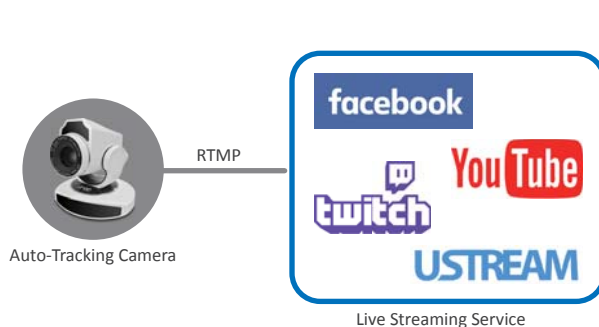 facebook
RTMP
YouTube
twitch
Auto-Tracking Camera
USTREAM
Live Streaming Service